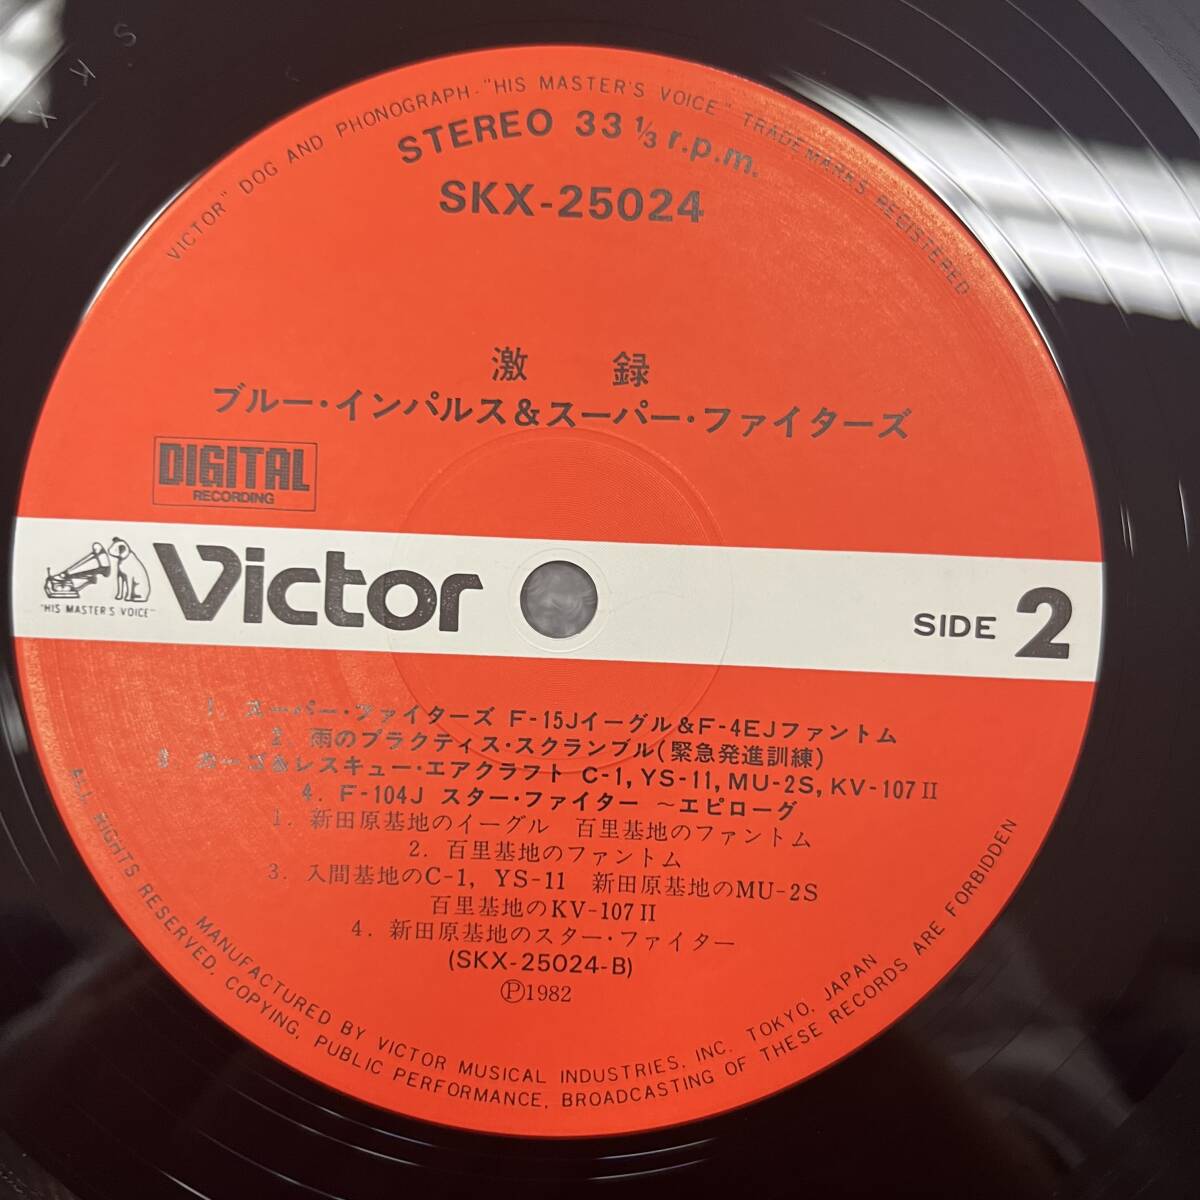 "VICTOR" DOG AND PHONOGRAPH · "HIS MASTER'S VOICE" TRADEMARKS REGISTERED
STEREO 33 1/3 r.p.m.
SKX-25024
激 録
ブルー・インパルス&スーパー・ファイターズ
DIGITAL
RECORDING
"HIS MASTER'S VOICE"
Victor
SIDE 2
1. スーパー・ファイターズ F-15Jイーグル&F-4EJファントム
2. 雨のプラクティス・スクランブル(緊急発進訓練)
3. カーゴ&レスキュー・エアクラフト C-1, YS-11, MU-2S, KV-107II
4. F-104J スター・ファイター ～エピローグ
1. 新田原基地のイーグル 百里基地のファントム
2. 百里基地のファントム
3. 入間基地のC-1, YS-11 新田原基地のMU-2S
百里基地のKV-107II
4. 新田原基地のスター・ファイター
(SKX-25024-B)
Ⓟ1982
MANUFACTURED BY VICTOR MUSICAL INDUSTRIES, INC. TOKYO, JAPAN
ALL RIGHTS RESERVED, COPYING, PUBLIC PERFORMANCE, BROADCASTING OF THESE RECORDS ARE FORBIDDEN
S K X -